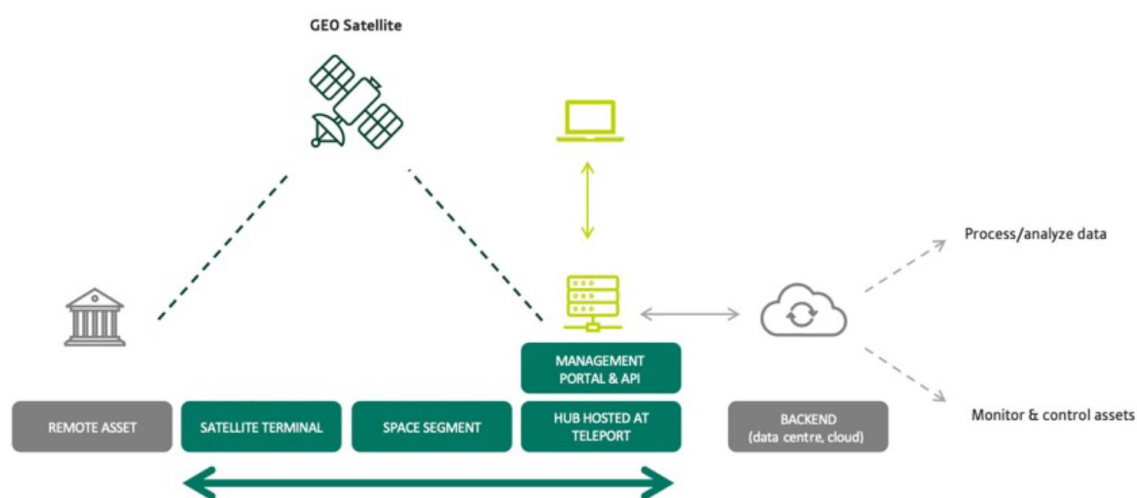 GEO Satellite
Process/analyze data
MANAGEMENT
PORTAL & API
REMOTE ASSET
SATELLITE TERMINAL
SPACE SEGMENT
HUB HOSTED AT
TELEPORT
BACKEND
(data centre, cloud)
Monitor & control assets